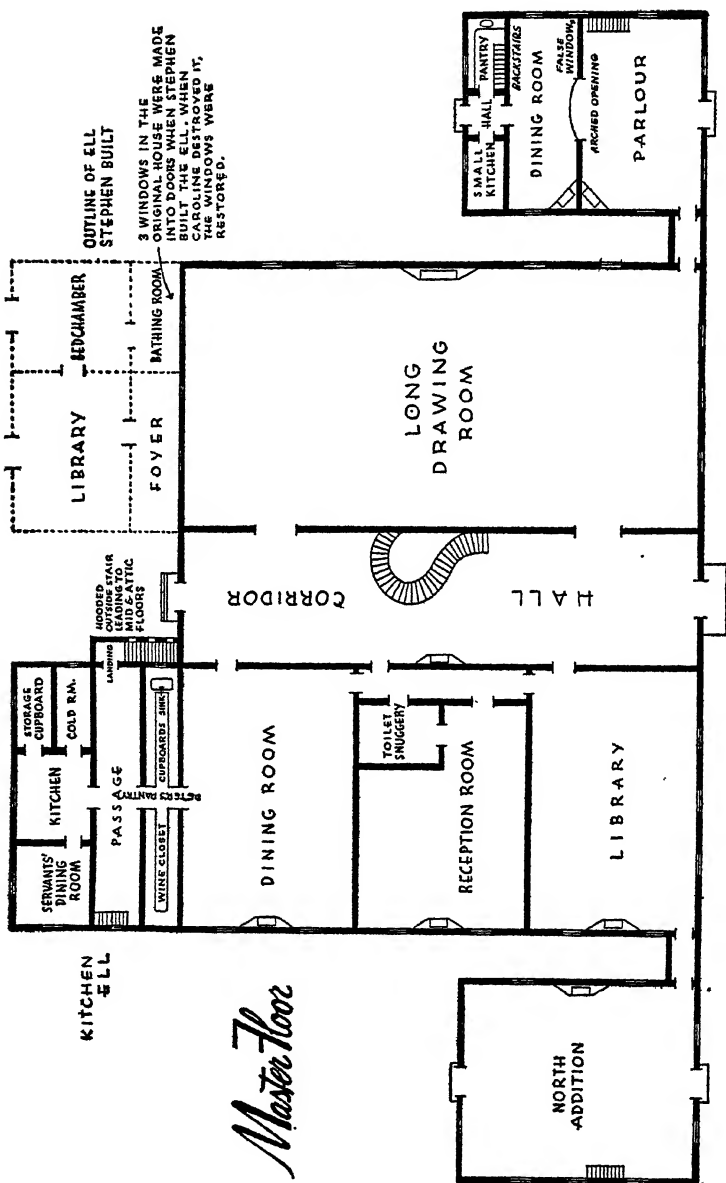 OUTLINE OF ELL
STEPHEN BUILT
3 WINDOWS IN THE
ORIGINAL HOUSE WERE MADE
INTO DOORS WHEN STEPHEN
BUILT THE ELL. WHEN
CAROLINE DESTROYED IT,
THE WINDOWS WERE
RESTORED.
LIBRARY
BEDCHAMBER
FOYER
BATHING ROOM
HOODED
OUTSIDE STAIR
LEADING TO
MID & ATTIC
FLOORS
KITCHEN
ELL
SERVANTS'
DINING
ROOM
KITCHEN
STORAGE
CUPBOARD
COLD RM.
PASSAGE
LANDING
WINE CLOSET
PANTRY
CUPBOARDS
SINK
DINING ROOM
CORRIDOR
HALL
TOILET
SNUGGERY
RECEPTION ROOM
LIBRARY
LONG
DRAWING
ROOM
SMALL
KITCHEN
HALL
PANTRY
BACKSTAIRS
DINING ROOM
FALSE
WINDOW
ARCHED OPENING
PARLOUR
NORTH
ADDITION
Master Floor